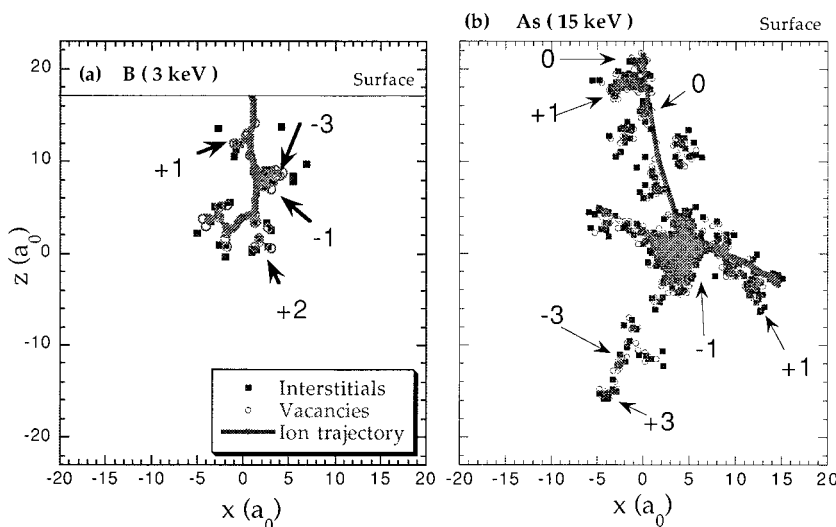 (a) B ( 3 keV)
Surface
-3
+1
-1
+2
Interstitials
Vacancies
Ion trajectory
z (a0)
20
10
0
-10
-20
-20 -15 -10 -5 0 5 10 15 20
x (a0)
(b) As (15 keV)
Surface
0
0
+1
-3
-1
+1
+3
-20 -15 -10 -5 0 5 10 15 20
x (a0)